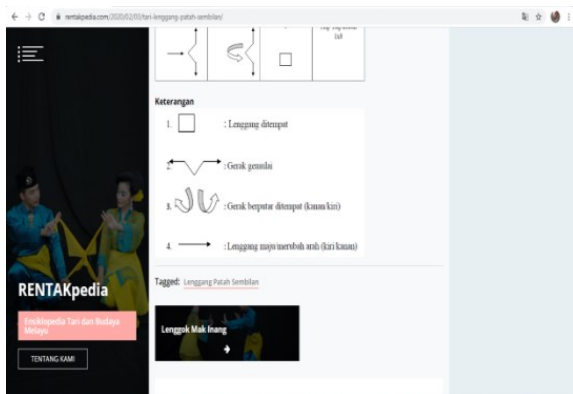 rentakpedia.com/2020/02/03/tari-lenggang-patah-sembilan/
Keterangan
1. : Lenggang ditempat
2. : Gerak gemulai
3. : Gerak berputar ditempat (kanan/kiri)
4. : Lenggang maju/merubah arah (kiri/kanan)
Tagged: Lenggang Patah Sembilan
Lenggok Mak Inang
RENTAKpedia
Ensiklopedia Tari dan Budaya
Melayu
TENTANG KAMI